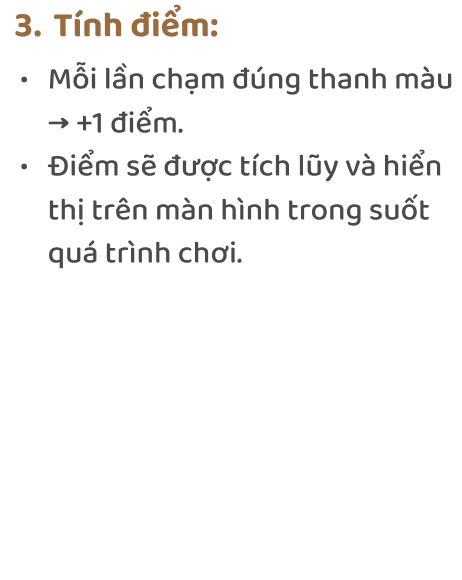 3. Tính điểm:
• Mỗi lần chạm đúng thanh màu
→ +1 điểm.
• Điểm sẽ được tích lũy và hiển
thị trên màn hình trong suốt
quá trình chơi.